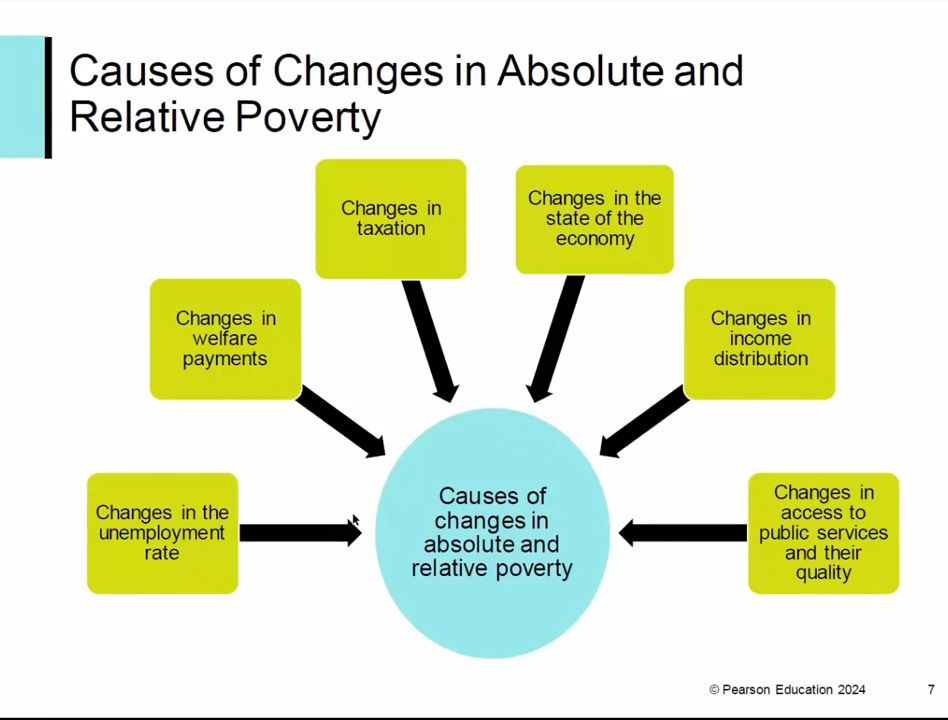 Causes of Changes in Absolute and
Relative Poverty
Changes in
taxation
Changes in the
state of the
economy
Changes in
welfare
payments
Changes in
income
distribution
Changes in the
unemployment
rate
Causes of
changes in
absolute and
relative poverty
Changes in
access to
public services
and their
quality
© Pearson Education 2024
7